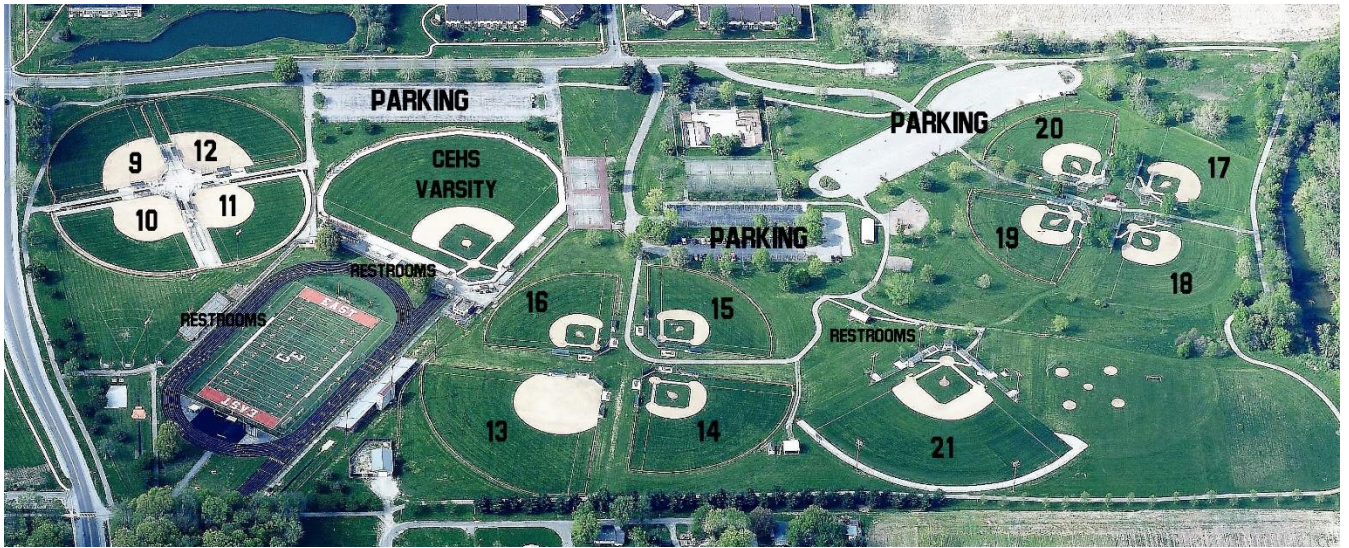 PARKING
PARKING
9
12
20
17
CEHS
VARSITY
10
11
PARKING
19
18
RESTROOMS
16
15
RESTROOMS
EAST
RESTROOMS
EAST
13
14
21